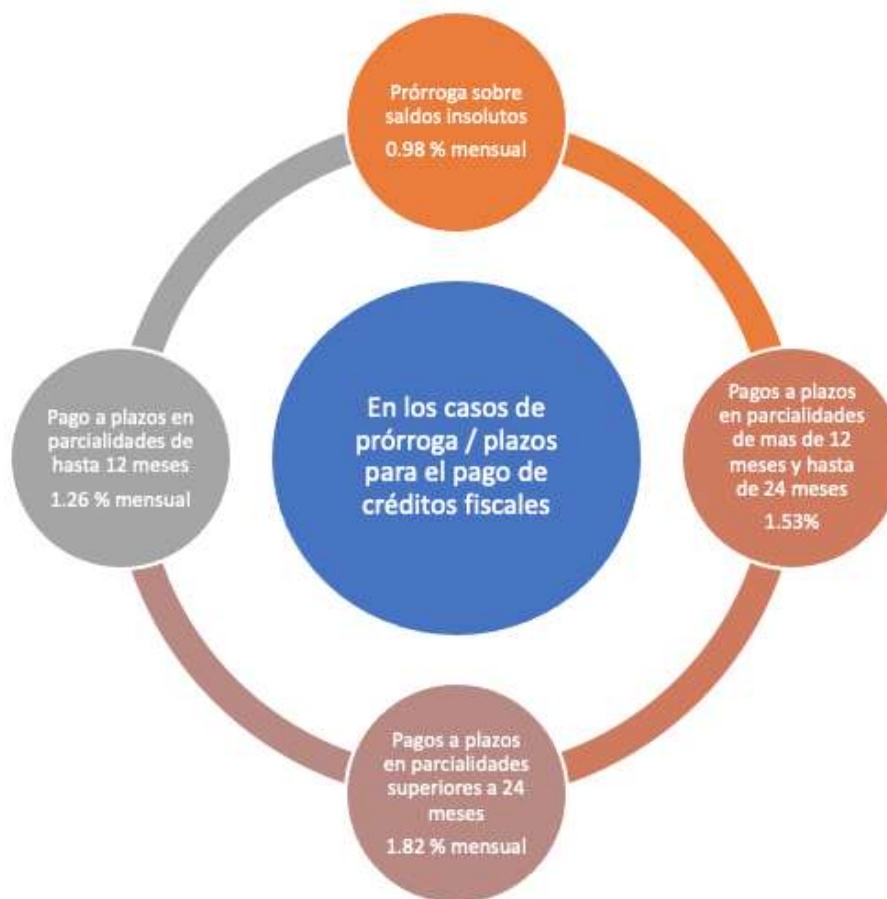 Prórroga sobre
saldos insolutos
0.98 % mensual
Pago a plazos en
parcialidades de
hasta 12 meses
1.26 % mensual
En los casos de
prórroga / plazos
para el pago de
créditos fiscales
Pagos a plazos
en parcialidades
de mas de 12
meses y hasta
de 24 meses
1.53%
Pagos a plazos
en parcialidades
superiores a 24
meses
1.82 % mensual